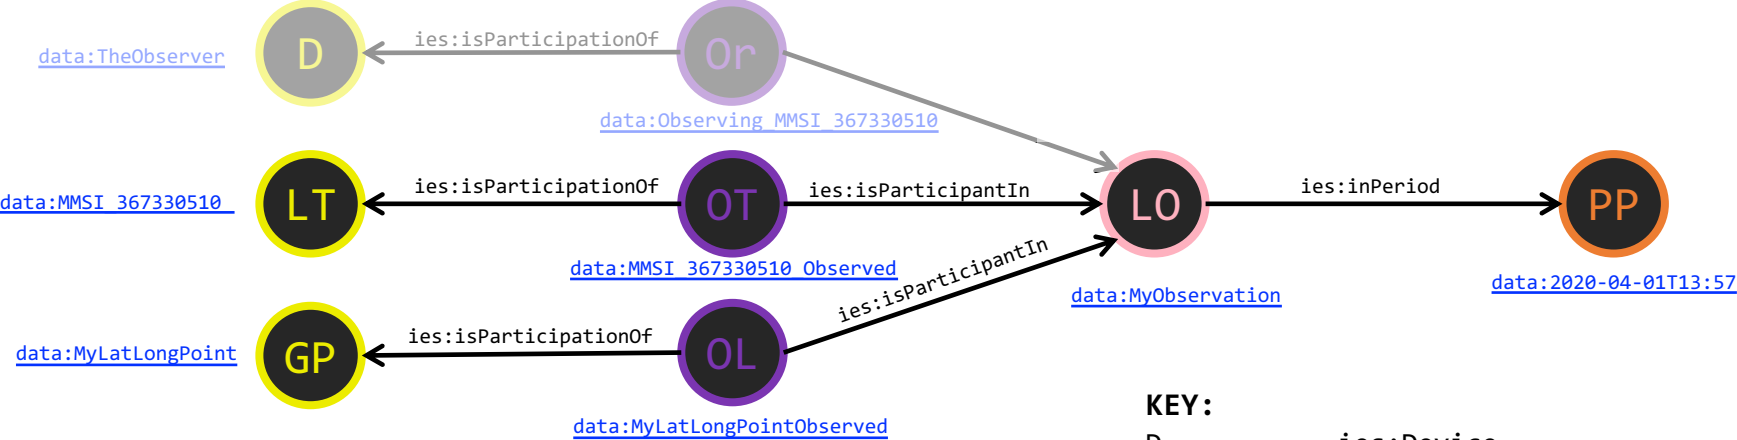 ies:isParticipationOf
data:TheObserver
D
Or
data:Observing_MMSI_367330510
ies:isParticipationOf
ies:isParticipantIn
ies:inPeriod
data:MMSI_367330510
LT
OT
LO
PP
data:MMSI_367330510_Observed
ies:isParticipantIn
data:MyObservation
data:2020-04-01T13:57
ies:isParticipationOf
data:MyLatLongPoint
GP
OL
data:MyLatLongPointObserved
KEY:
D ies:Device